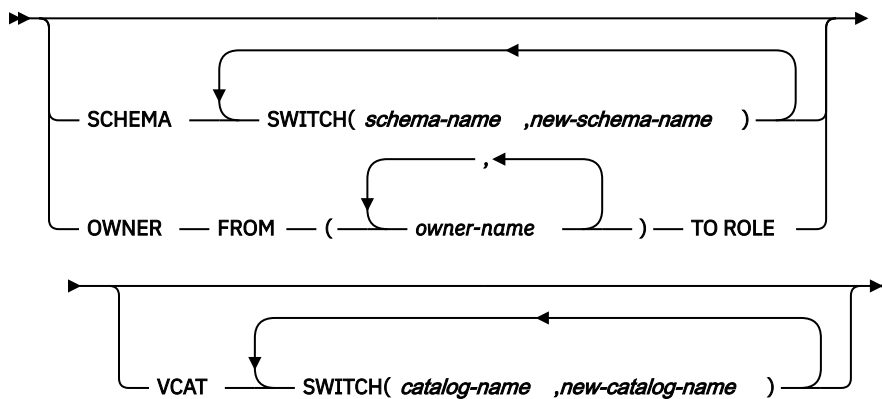 SCHEMA SWITCH( schema-name ,new-schema-name )
,
OWNER FROM ( owner-name ) TO ROLE
VCAT SWITCH( catalog-name ,new-catalog-name )